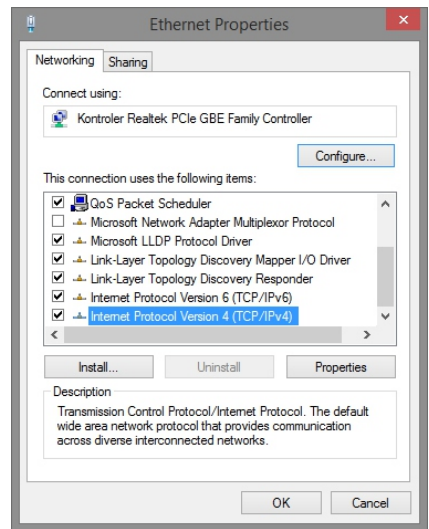 Ethernet Properties
Networking
Sharing
Connect using:
Kontroler Realtek PCIe GBE Family Controller
Configure...
This connection uses the following items:
QoS Packet Scheduler
Microsoft Network Adapter Multiplexor Protocol
Microsoft LLDP Protocol Driver
Link-Layer Topology Discovery Mapper I/O Driver
Link-Layer Topology Discovery Responder
Internet Protocol Version 6 (TCP/IPv6)
Internet Protocol Version 4 (TCP/IPv4)
Install...
Uninstall
Properties
Description
Transmission Control Protocol/Internet Protocol. The default
wide area network protocol that provides communication
across diverse interconnected networks.
OK
Cancel